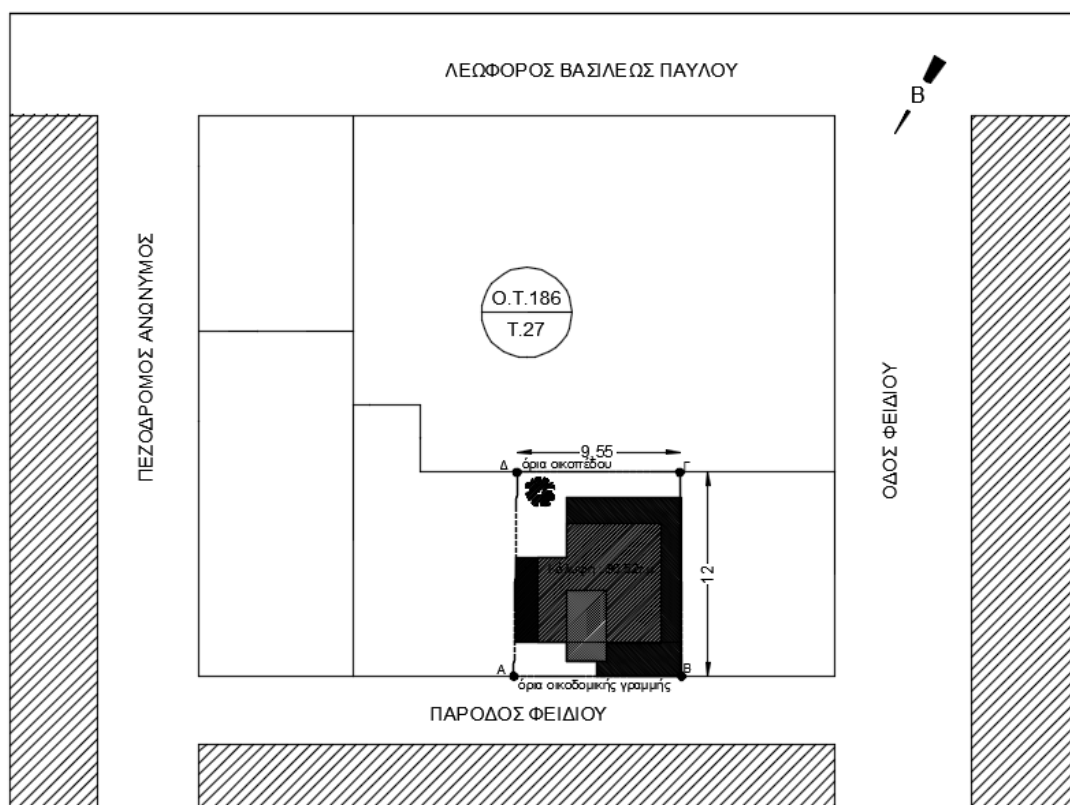 ΛΕΩΦΟΡΟΣ ΒΑΣΙΛΕΩΣ ΠΑΥΛΟΥ
Β
ΠΕΖΟΔΡΟΜΟΣ ΑΝΩΝΥΜΟΣ
Ο.Τ.186
Τ.27
ΟΔΟΣ ΦΕΙΔΙΟΥ
9,55
Δ
όρια οικοπέδου
Γ
12
Α
Β
όρια οικοδομικής γραμμής
ΠΑΡΟΔΟΣ ΦΕΙΔΙΟΥ